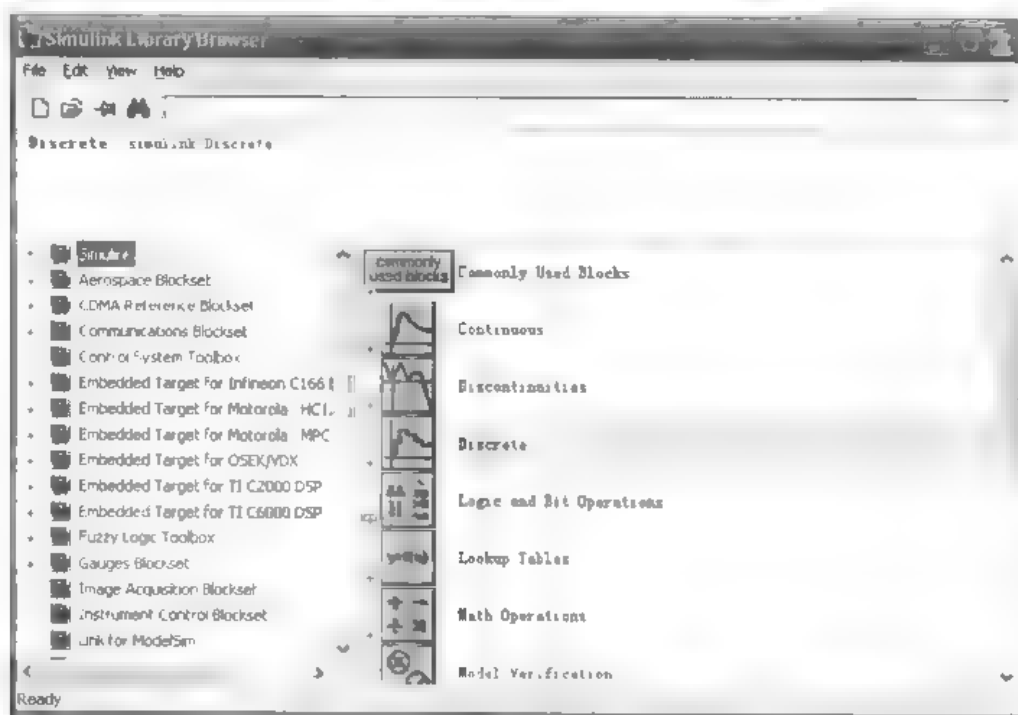 Simulink Library Browser
File Edit View Help
Discrete simulink Discrete
Simulink
Aerospace Blockset
CDMA Reference Blockset
Communications Blockset
Control System Toolbox
Embedded Target for Infineon C166
Embedded Target for Motorola HC1
Embedded Target for Motorola MPC
Embedded Target for OSEK/VDX
Embedded Target for TI C2000 DSP
Embedded Target for TI C6000 DSP
Fuzzy Logic Toolbox
Gauges Blockset
Image Acquisition Blockset
Instrument Control Blockset
Link for ModelSim
commonly
used blocks
Commonly Used Blocks
Continuous
Discontinuities
Discrete
Logic and Bit Operations
Lookup Tables
Math Operations
Model Verification
Ready